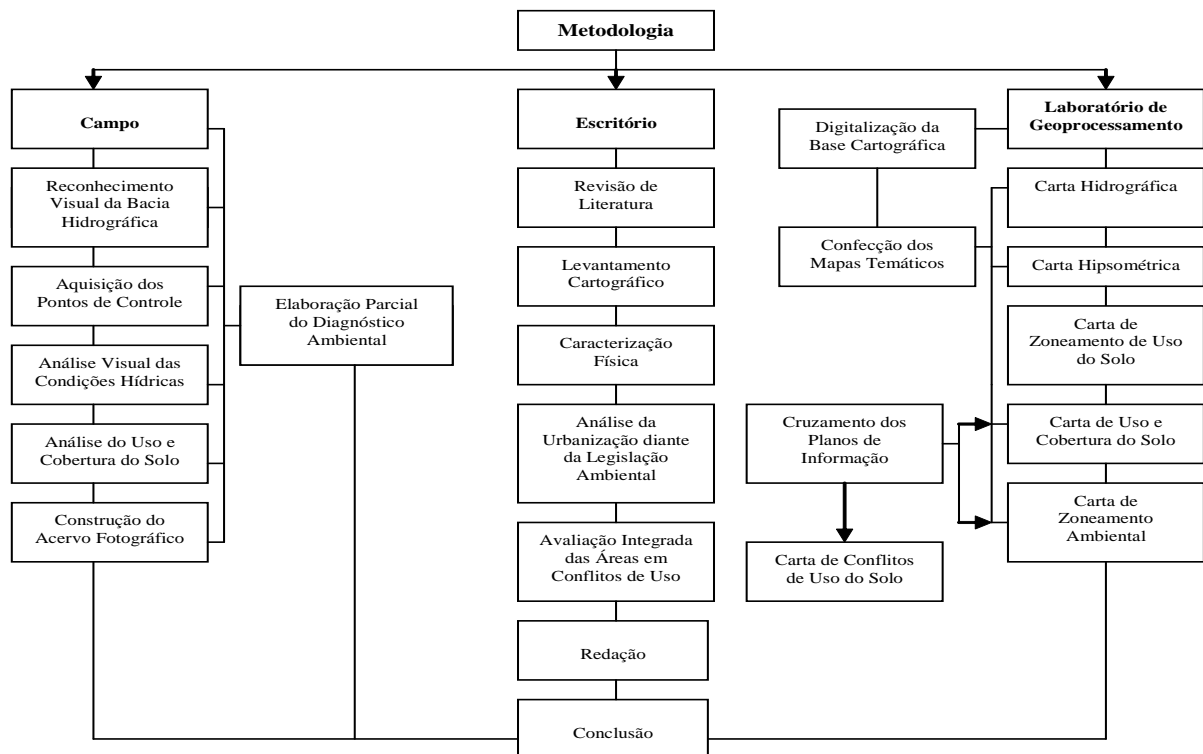 Metodologia
Campo
Reconhecimento
Visual da Bacia
Hidrográfica
Aquisição dos
Pontos de Controle
Análise Visual das
Condições Hídricas
Análise do Uso e
Cobertura do Solo
Construção do
Acervo Fotográfico
Elaboração Parcial
do Diagnóstico
Ambiental
Escritório
Revisão de
Literatura
Levantamento
Cartográfico
Caracterização
Física
Análise da
Urbanização diante
da Legislação
Ambiental
Avaliação Integrada
das Áreas em
Conflitos de Uso
Redação
Conclusão
Laboratório de
Geoprocessamento
Digitalização da
Base Cartográfica
Confecção dos
Mapas Temáticos
Carta Hidrográfica
Carta Hipsométrica
Carta de
Zoneamento de Uso
do Solo
Carta de Uso e
Cobertura do Solo
Carta de
Zoneamento
Ambiental
Cruzamento dos
Planos de
Informação
Carta de Conflitos
de Uso do Solo